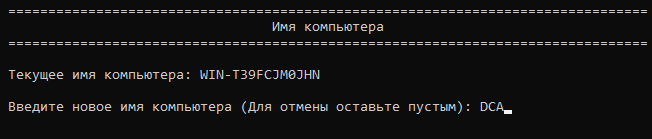 ================================================================================
Имя компьютера
================================================================================
Текущее имя компьютера: WIN-T39FCJM0JHN
Введите новое имя компьютера (Для отмены оставьте пустым): DCA